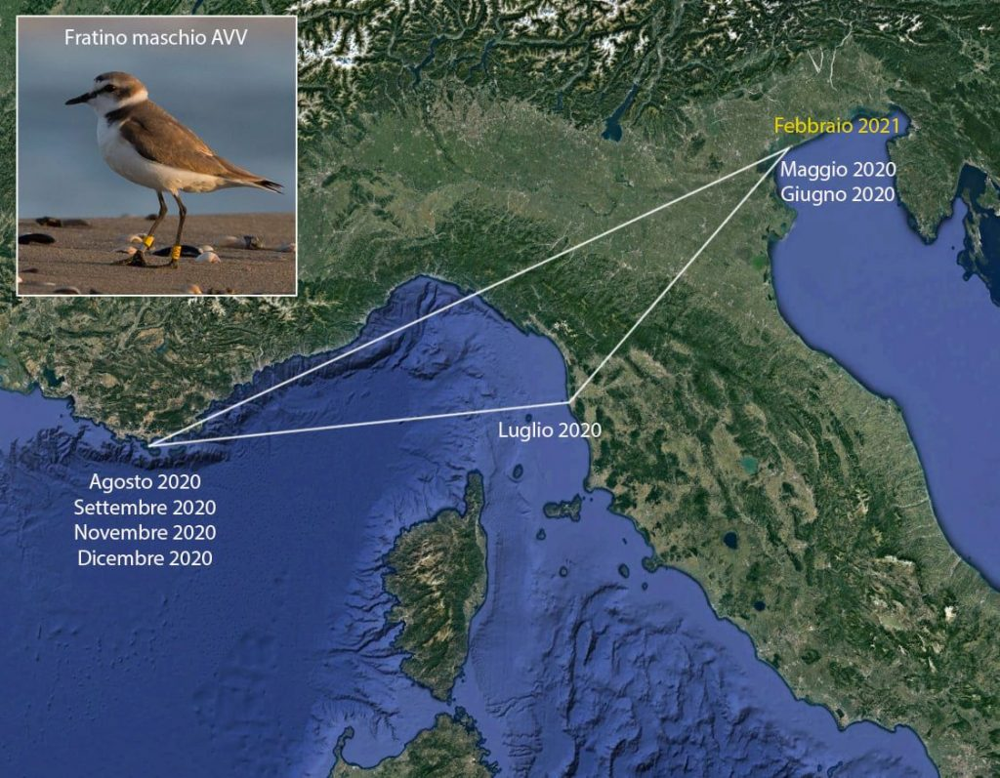 Fratino maschio AVV
Febbraio 2021
Maggio 2020
Giugno 2020
Luglio 2020
Agosto 2020
Settembre 2020
Novembre 2020
Dicembre 2020